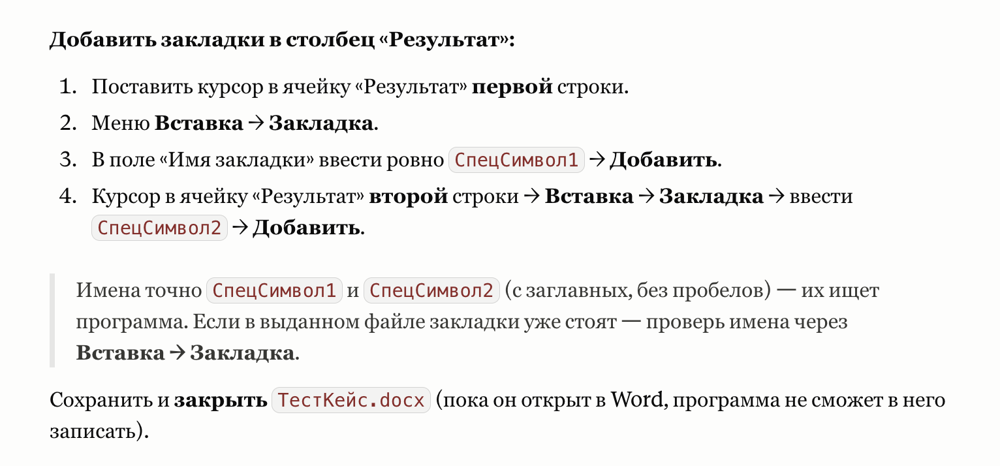 Добавить закладки в столбец «Результат»:
1. Поставить курсор в ячейку «Результат» первой строки.
2. Меню Вставка → Закладка.
3. В поле «Имя закладки» ввести ровно СпецСимвол1 → Добавить.
4. Курсор в ячейку «Результат» второй строки → Вставка → Закладка → ввести
СпецСимвол2 → Добавить.
Имена точно СпецСимвол1 и СпецСимвол2 (с заглавных, без пробелов) — их ищет
программа. Если в выданном файле закладки уже стоят — проверь имена через
Вставка → Закладка.
Сохранить и закрыть ТестКейс.docx (пока он открыт в Word, программа не сможет в него
записать).